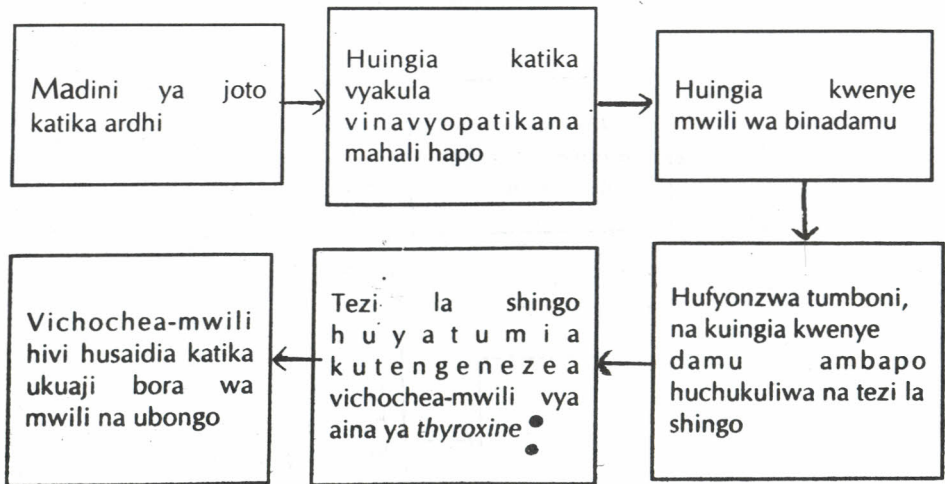 Madini ya joto
katika ardhi
Huingia katika
vyakula
vinavyopatikana
mahali hapo
Huingia kwenye
mwili wa binadamu
Hufyonzwa tumboni,
na kuingia kwenye
damu ambapo
huchukuliwa na tezi la
shingo
Tezi la shingo
huyatumia
kutengenezea
vichochea-mwili vya
aina ya thyroxine
Vichochea-mwili
hivi husaidia katika
ukuaji bora wa
mwili na ubongo